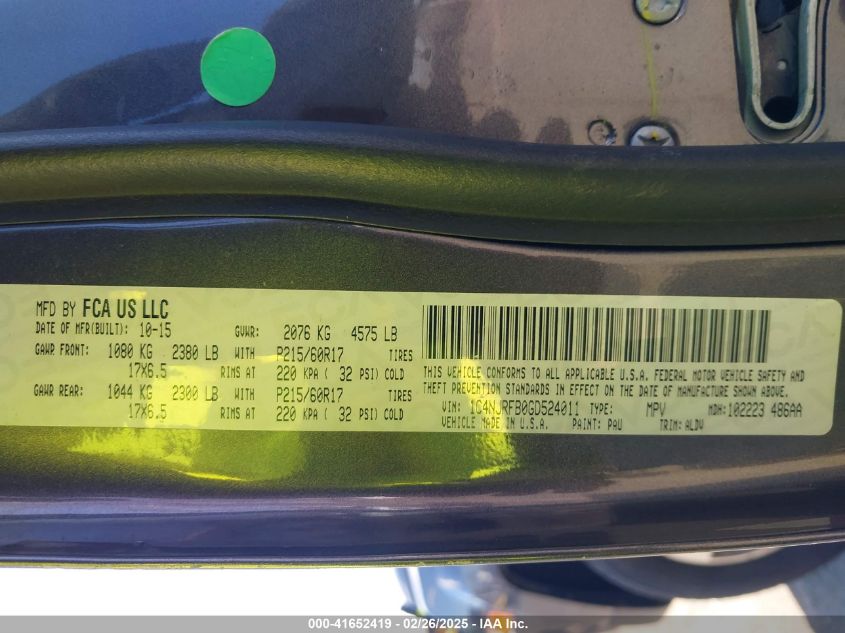 MFD BY FCA US LLC
DATE OF MFR(BUILT): 10-15 GVWR: 2076 KG 4575 LB
GAWR FRONT: 1080 KG 2380 LB WITH P215/60R17 TIRES
17X6.5 RIMS AT 220 KPA ( 32 PSI) COLD
GAWR REAR: 1044 KG 2300 LB WITH P215/60R17 TIRES
17X6.5 RIMS AT 220 KPA ( 32 PSI) COLD
THIS VEHICLE CONFORMS TO ALL APPLICABLE U.S.A. FEDERAL MOTOR VEHICLE SAFETY AND
THEFT PREVENTION STANDARDS IN EFFECT ON THE DATE OF MANUFACTURE SHOWN ABOVE.
VIN: 1C4NJRFB0GD524011 TYPE: MPV MDH:102223 486AA
VEHICLE MADE IN U.S.A. PAINT: PAU TRIM: ALDV
000-41652419 - 02/26/2025 - IAA Inc.